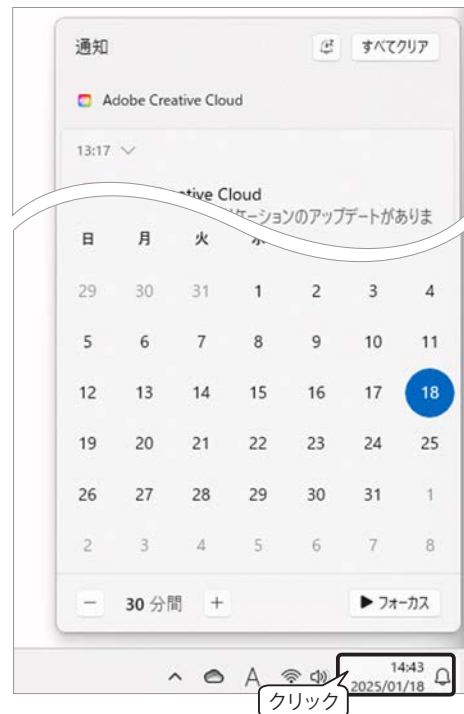 通知 すべてクリア
Adobe Creative Cloud
13:17
ative Cloud
ーションのアップデートがありま
日 月 火
29 30 31 1 2 3 4
5 6 7 8 9 10 11
12 13 14 15 16 17 18
19 20 21 22 23 24 25
26 27 28 29 30 31 1
2 3 4 5 6 7 8
− 30 分間 + ▶ フォーカス
A 14:43
2025/01/18
クリック